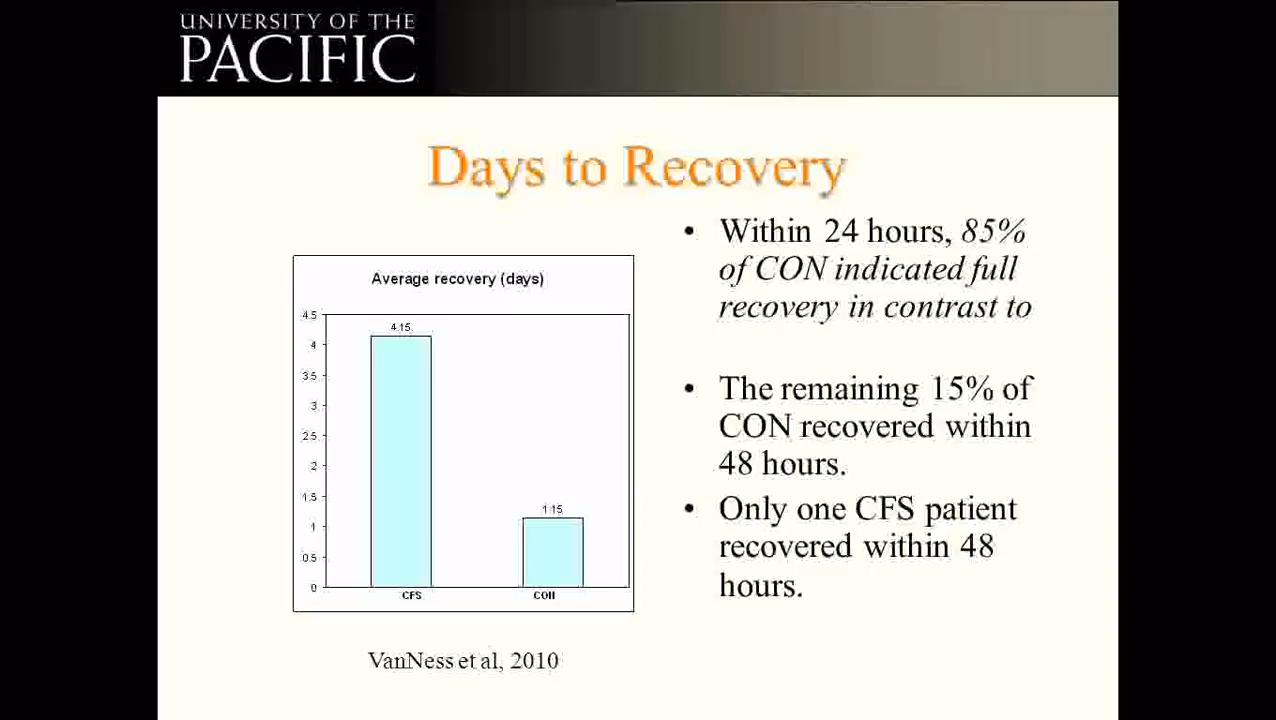 UNIVERSITY OF THE
PACIFIC
Days to Recovery
• Within 24 hours, 85%
of CON indicated full
recovery in contrast to
• The remaining 15% of
CON recovered within
48 hours.
• Only one CFS patient
recovered within 48
hours.
Average recovery (days)
4.5
4
3.5
3
2.5
2
1.5
1
0.5
0
4.15
1.15
CFS
CON
VanNess et al, 2010